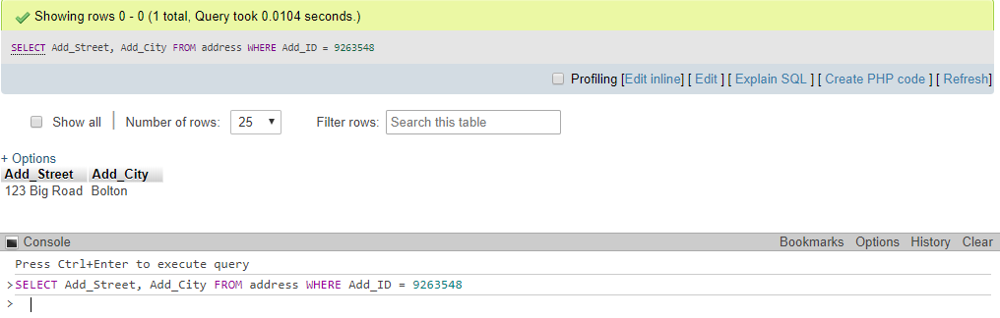 Showing rows 0 - 0 (1 total, Query took 0.0104 seconds.)
SELECT Add_Street, Add_City FROM address WHERE Add_ID = 9263548
Profiling [Edit inline] [ Edit ] [ Explain SQL ] [ Create PHP code ] [ Refresh]
Show all | Number of rows: 25 Filter rows: Search this table
+ Options
Add_Street Add_City
123 Big Road Bolton
Console Bookmarks Options History Clear
Press Ctrl+Enter to execute query
>SELECT Add_Street, Add_City FROM address WHERE Add_ID = 9263548
>